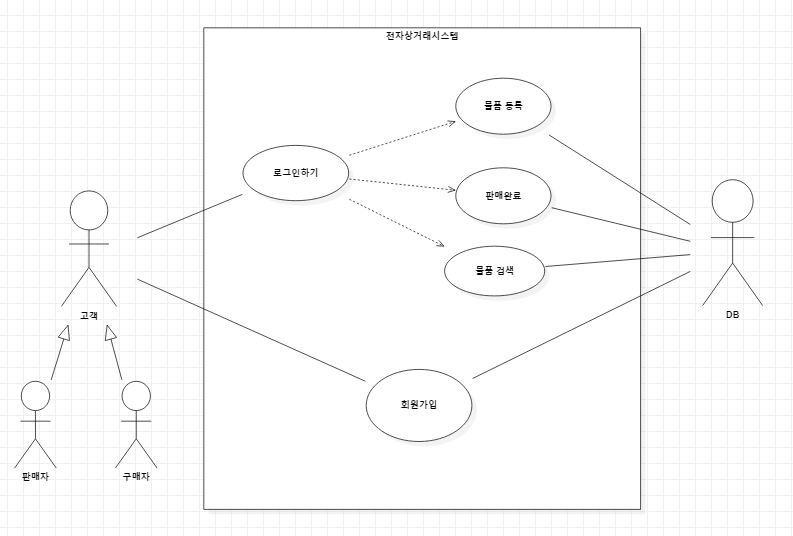 전자상거래시스템
물품 등록
로그인하기
판매완료
물품 검색
고객
DB
회원가입
판매자
구매자